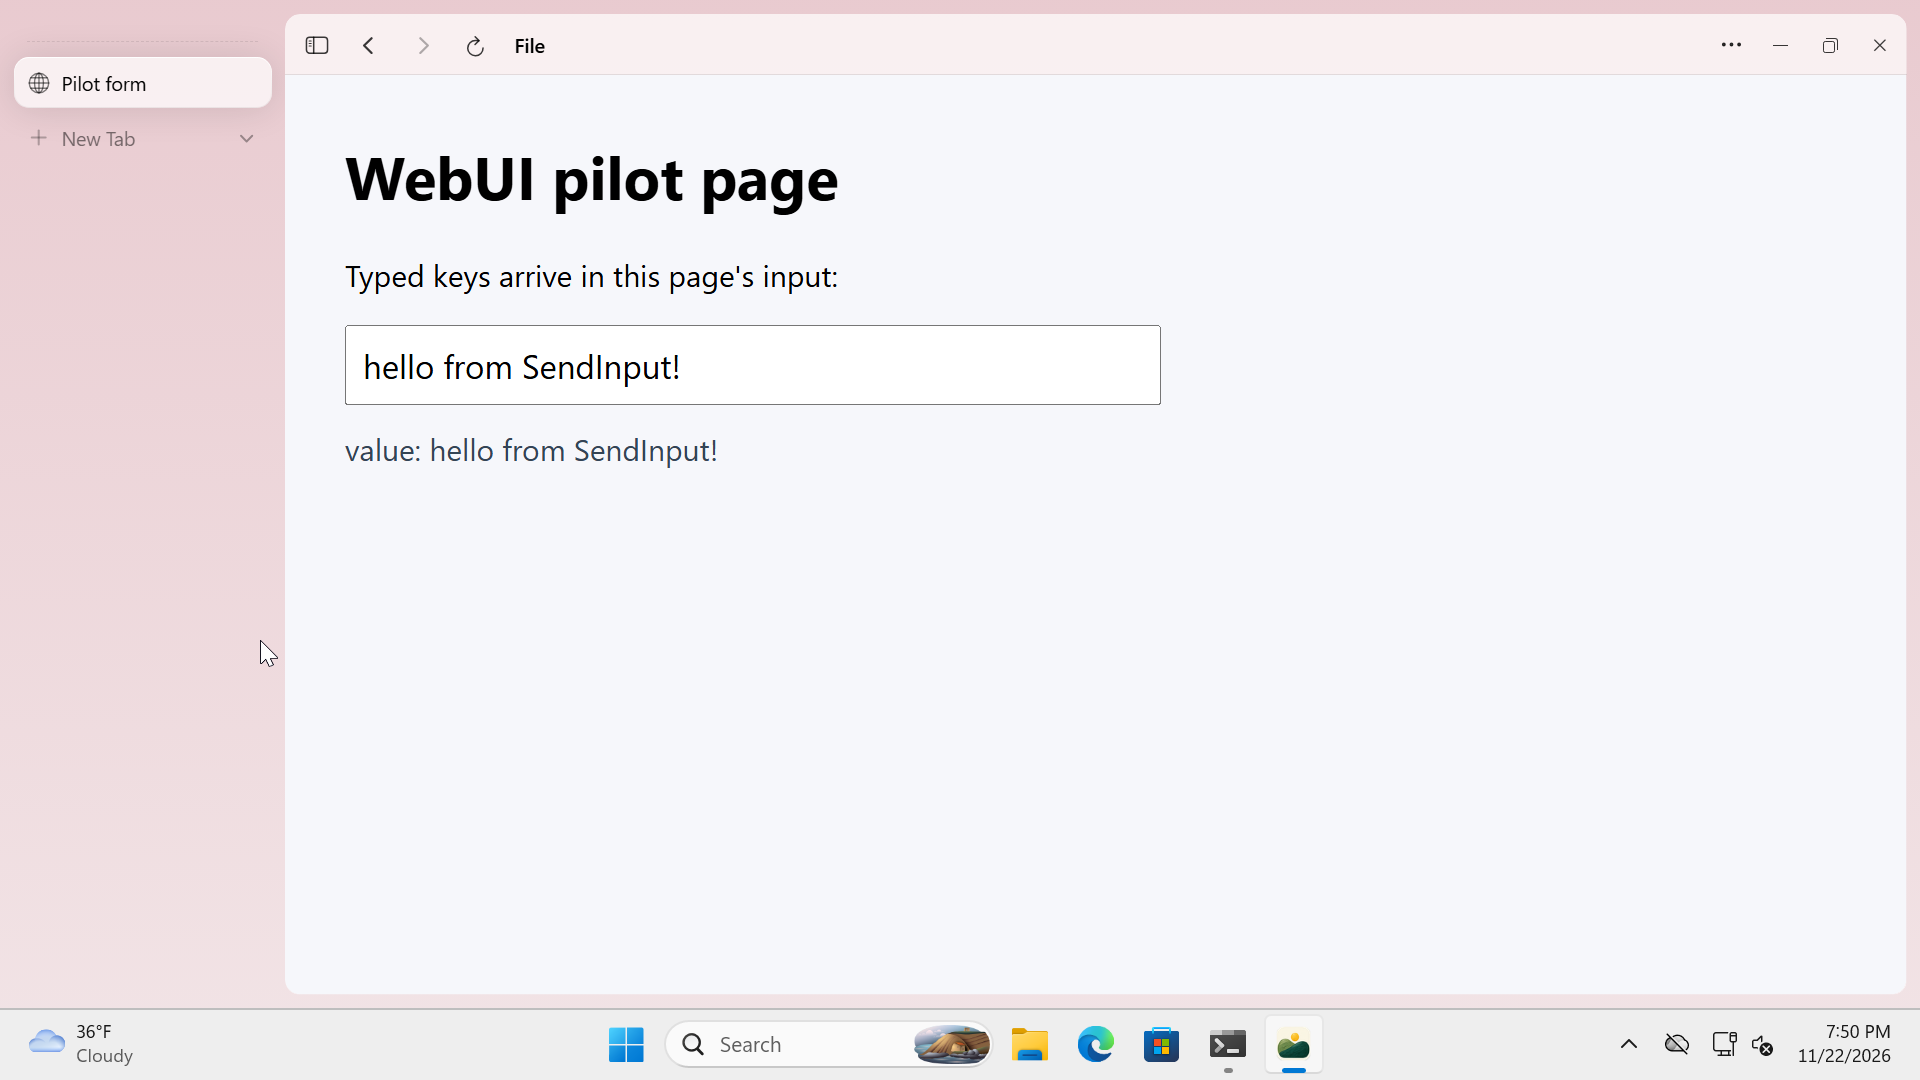 File
Pilot form
New Tab
WebUI pilot page
Typed keys arrive in this page's input:
hello from SendInput!
value: hello from SendInput!
36°F
Cloudy
Search
7:50 PM
11/22/2026